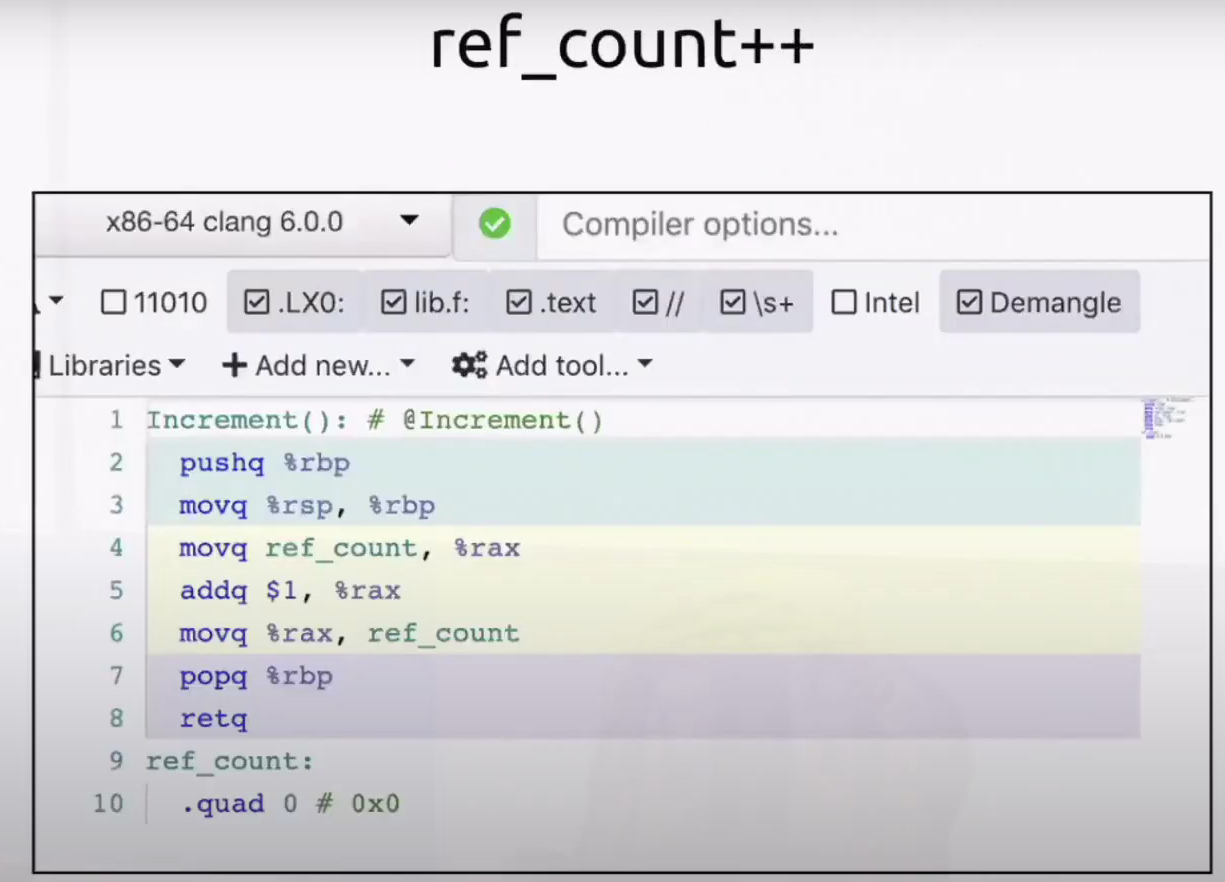 ref_count++
x86-64 clang 6.0.0 Compiler options...
11010 .LX0: lib.f: .text // \s+ Intel Demangle
Libraries + Add new... Add tool...
1 Increment(): # @Increment()
2 pushq %rbp
3 movq %rsp, %rbp
4 movq ref_count, %rax
5 addq $1, %rax
6 movq %rax, ref_count
7 popq %rbp
8 retq
9 ref_count:
10 .quad 0 # 0x0